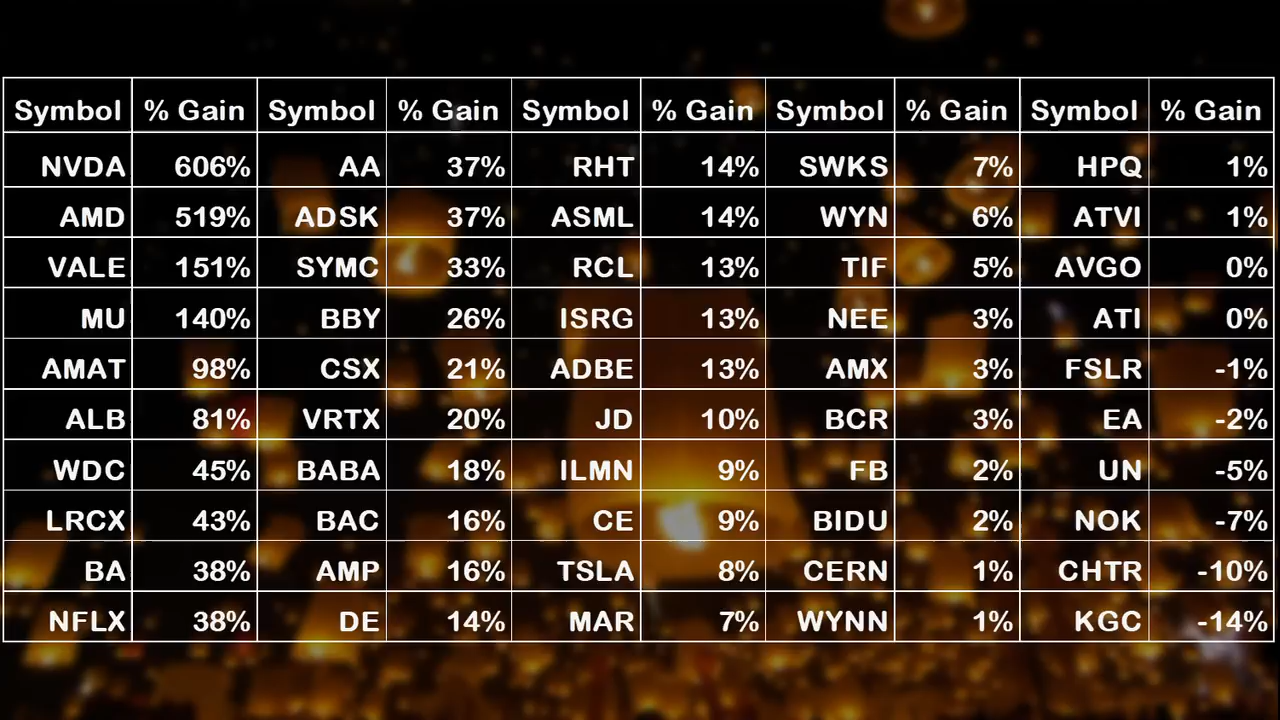 Symbol % Gain Symbol % Gain Symbol % Gain Symbol % Gain Symbol % Gain
NVDA 606% AA 37% RHT 14% SWKS 7% HPQ 1%
AMD 519% ADSK 37% ASML 14% WYN 6% ATVI 1%
VALE 151% SYMC 33% RCL 13% TIF 5% AVGO 0%
MU 140% BBY 26% ISRG 13% NEE 3% ATI 0%
AMAT 98% CSX 21% ADBE 13% AMX 3% FSLR -1%
ALB 81% VRTX 20% JD 10% BCR 3% EA -2%
WDC 45% BABA 18% ILMN 9% FB 2% UN -5%
LRCX 43% BAC 16% CE 9% BIDU 2% NOK -7%
BA 38% AMP 16% TSLA 8% CERN 1% CHTR -10%
NFLX 38% DE 14% MAR 7% WYNN 1% KGC -14%